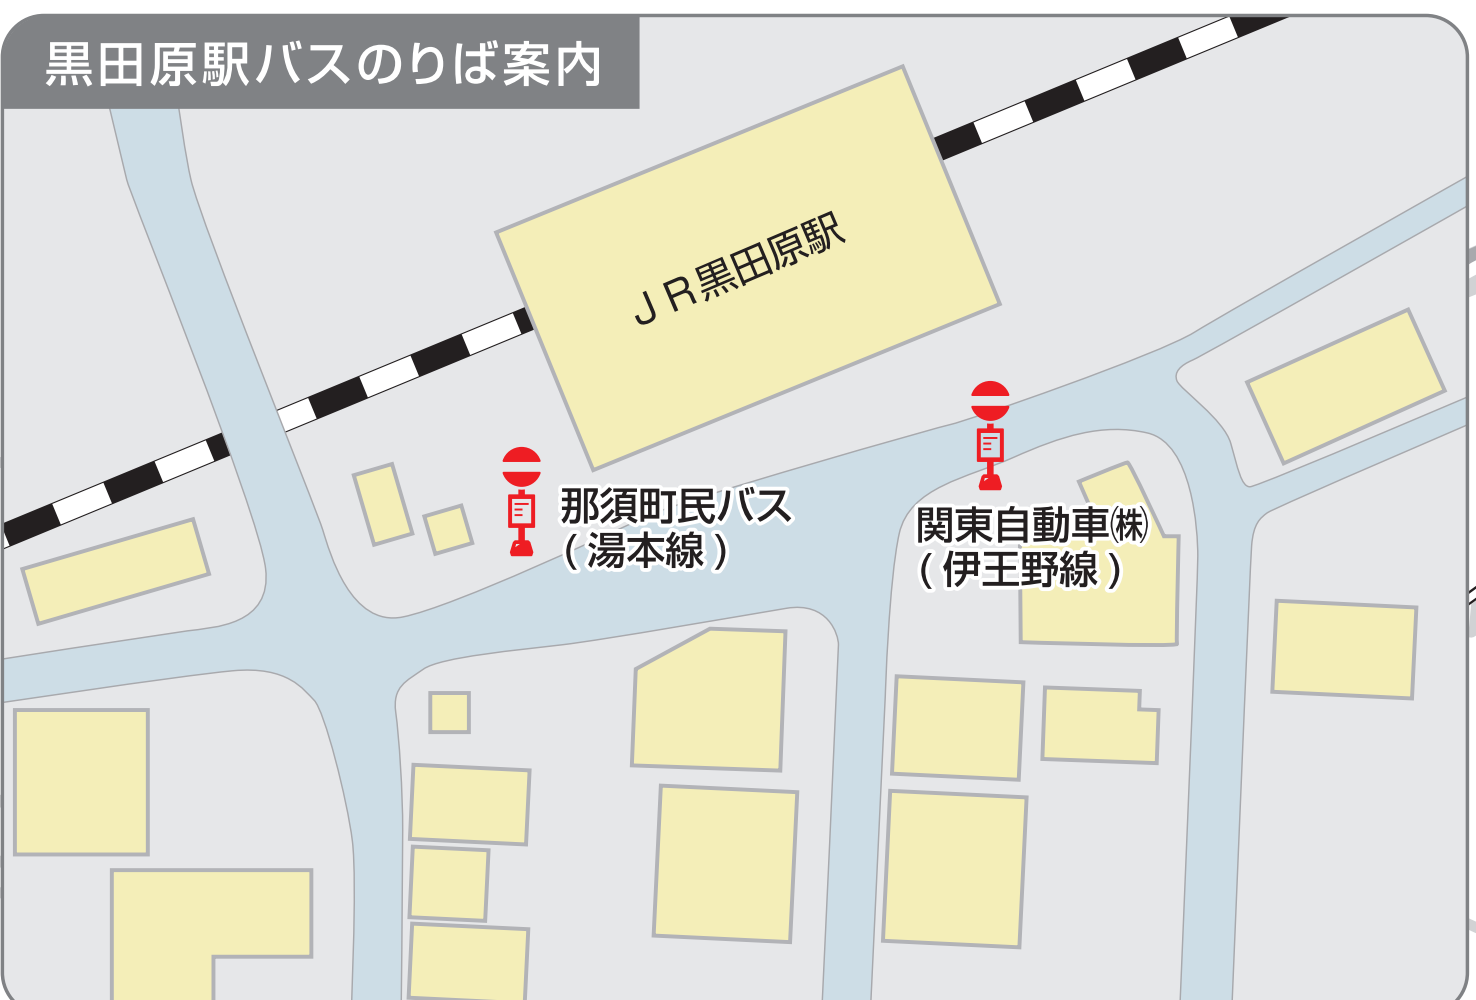 黒田原駅バスのりば案内
ＪＲ黒田原駅
那須町民バス
(湯本線)
関東自動車㈱
(伊王野線)